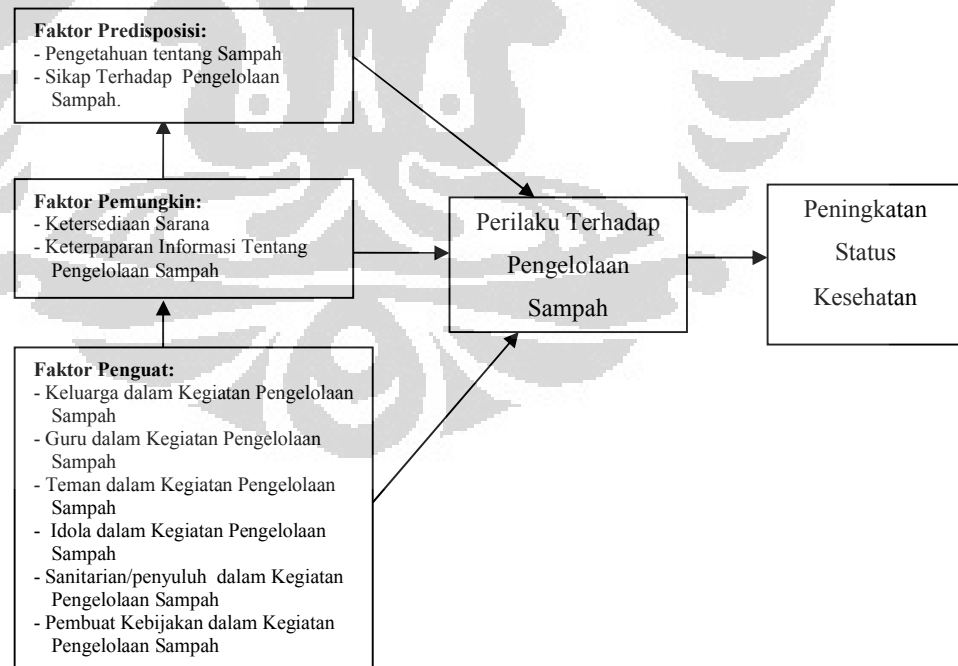 Faktor Predisposisi:
- Pengetahuan tentang Sampah
- Sikap Terhadap Pengelolaan
Sampah.
Faktor Pemungkin:
- Ketersediaan Sarana
- Keterpaparan Informasi Tentang
Pengelolaan Sampah
Faktor Penguat:
- Keluarga dalam Kegiatan Pengelolaan
Sampah
- Guru dalam Kegiatan Pengelolaan
Sampah
- Teman dalam Kegiatan Pengelolaan
Sampah
- Idola dalam Kegiatan Pengelolaan
Sampah
- Sanitarian/penyuluh dalam Kegiatan
Pengelolaan Sampah
- Pembuat Kebijakan dalam Kegiatan
Pengelolaan Sampah
Perilaku Terhadap
Pengelolaan
Sampah
Peningkatan
Status
Kesehatan